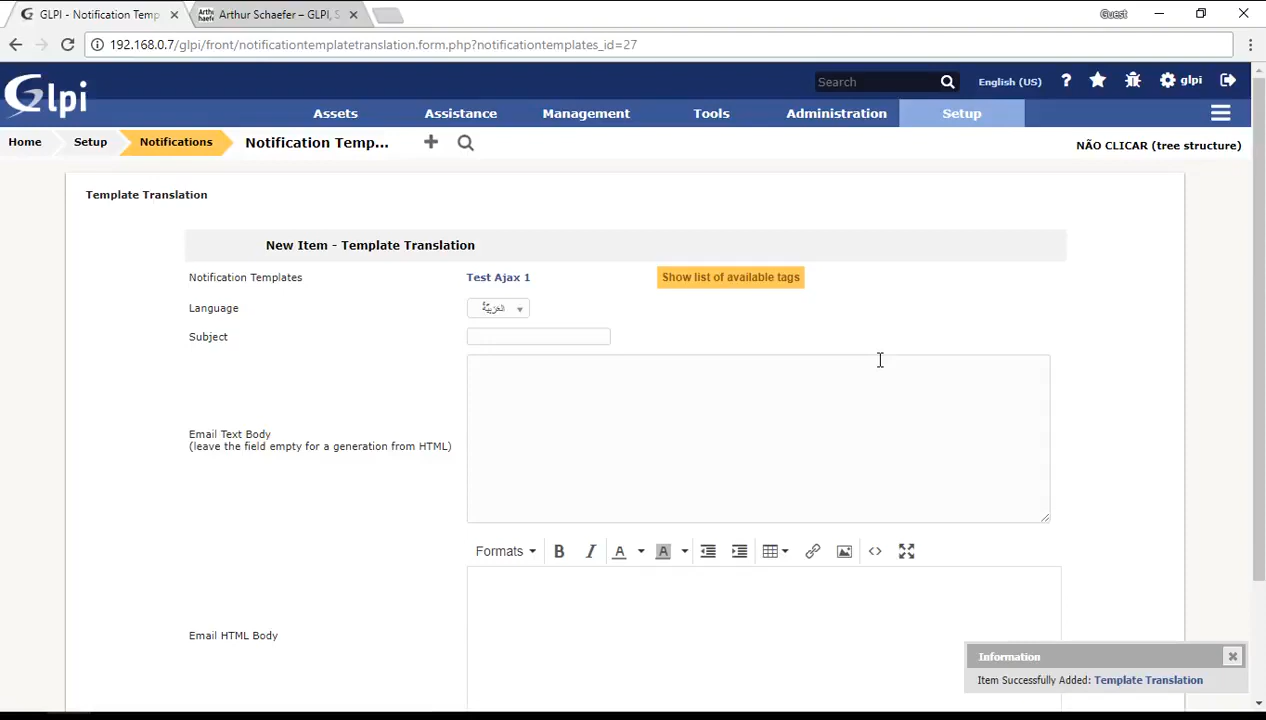 GLPI - Notification Temp
Arthur Schaefer – GLPI, S
Guest
192.168.0.7/glpi/front/notificationtemplatetranslation.form.php?notificationtemplates_id=27
Glpi
Search
English (US)
?
glpi
Assets
Assistance
Management
Tools
Administration
Setup
Home
Setup
Notifications
Notification Temp...
NÃO CLICAR (tree structure)
Template Translation
New Item - Template Translation
Notification Templates
Test Ajax 1
Show list of available tags
Language
العَرَبِيَّةُ
Subject
Email Text Body
(leave the field empty for a generation from HTML)
Formats
B
I
A
A
Email HTML Body
Information
Item Successfully Added: Template Translation